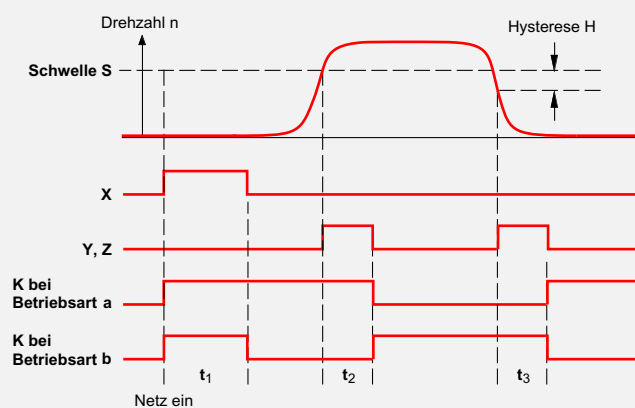 Drehzahl n
Hysterese H
Schwelle S
X
Y, Z
K bei
Betriebsart a
K bei
Betriebsart b
t1
t2
t3
Netz ein